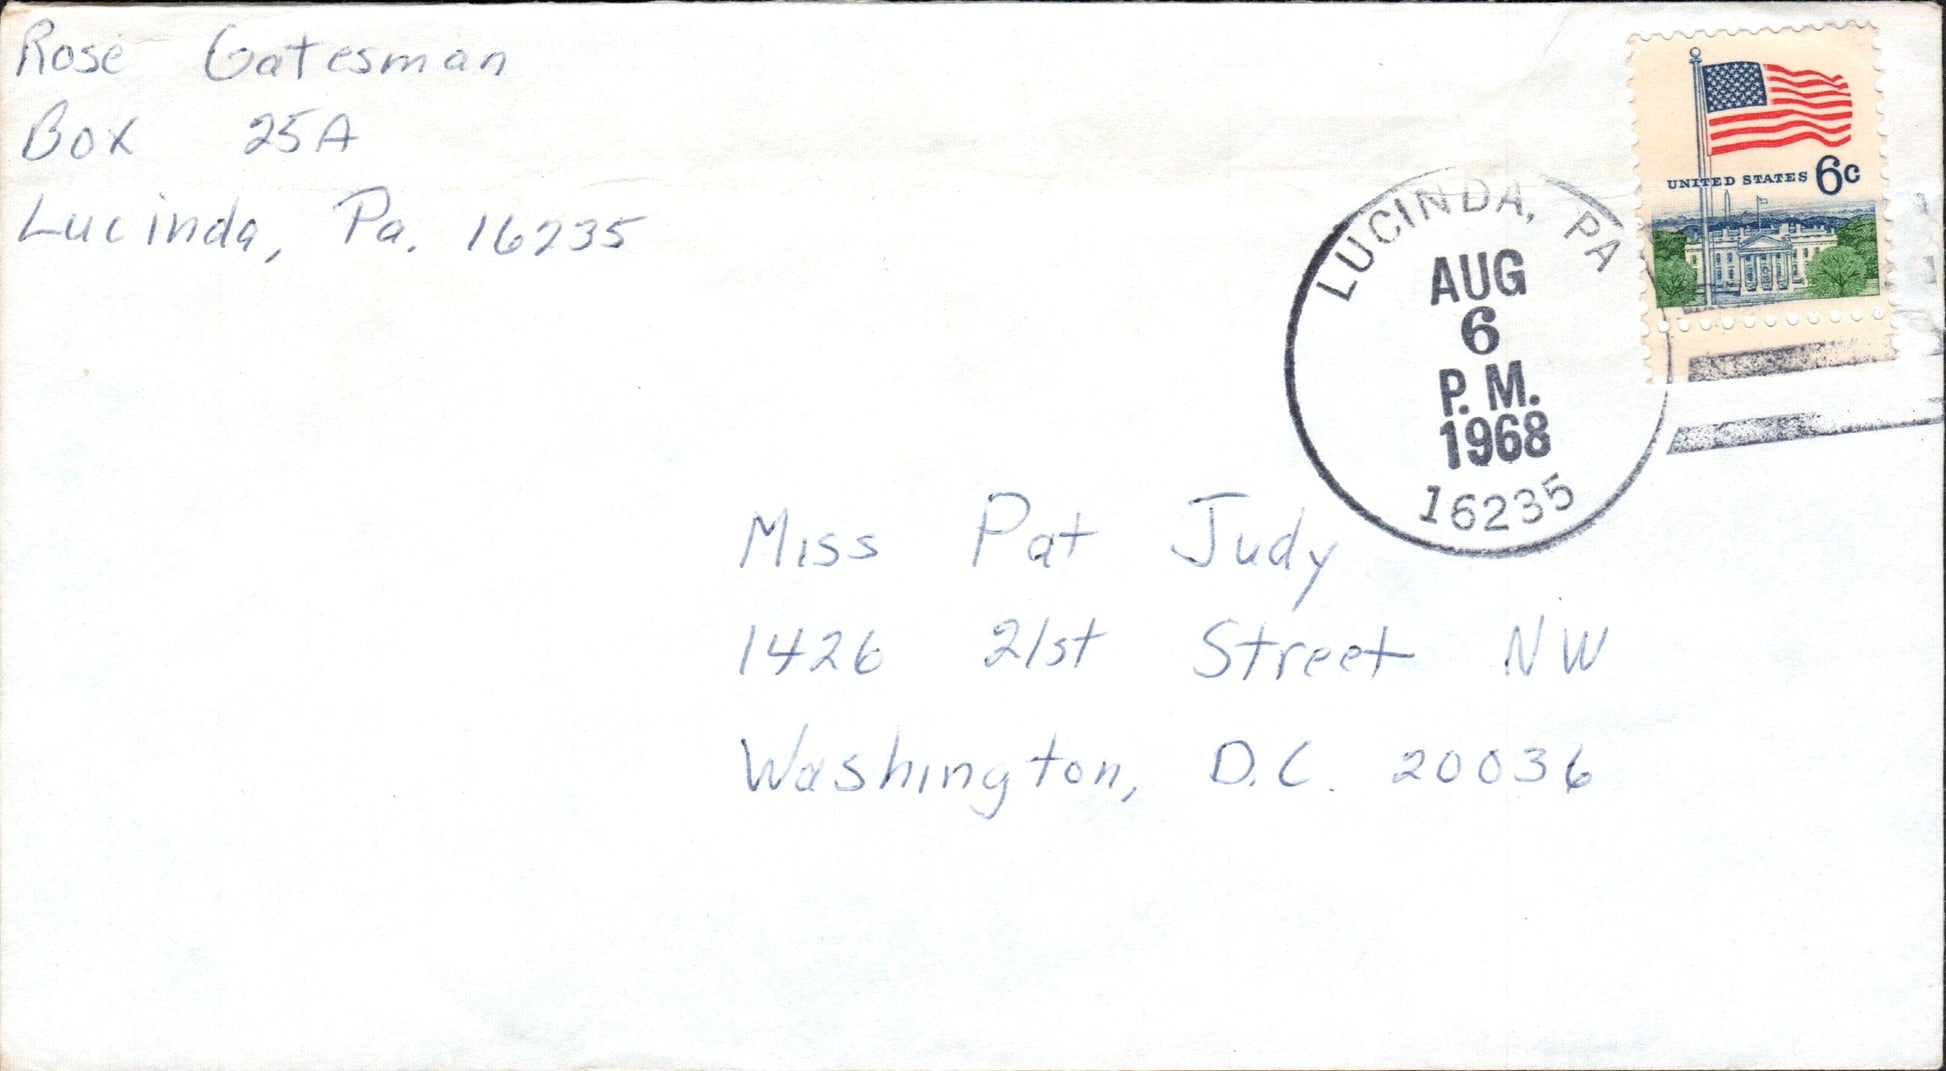 Rose Gatesman
Box 25A
Lucinda, Pa. 16235
UNITED STATES 6c
LUCINDA, PA
AUG
6
P. M.
1968
16235
Miss Pat Judy
1426 21st Street NW
Washington, D.C. 20036